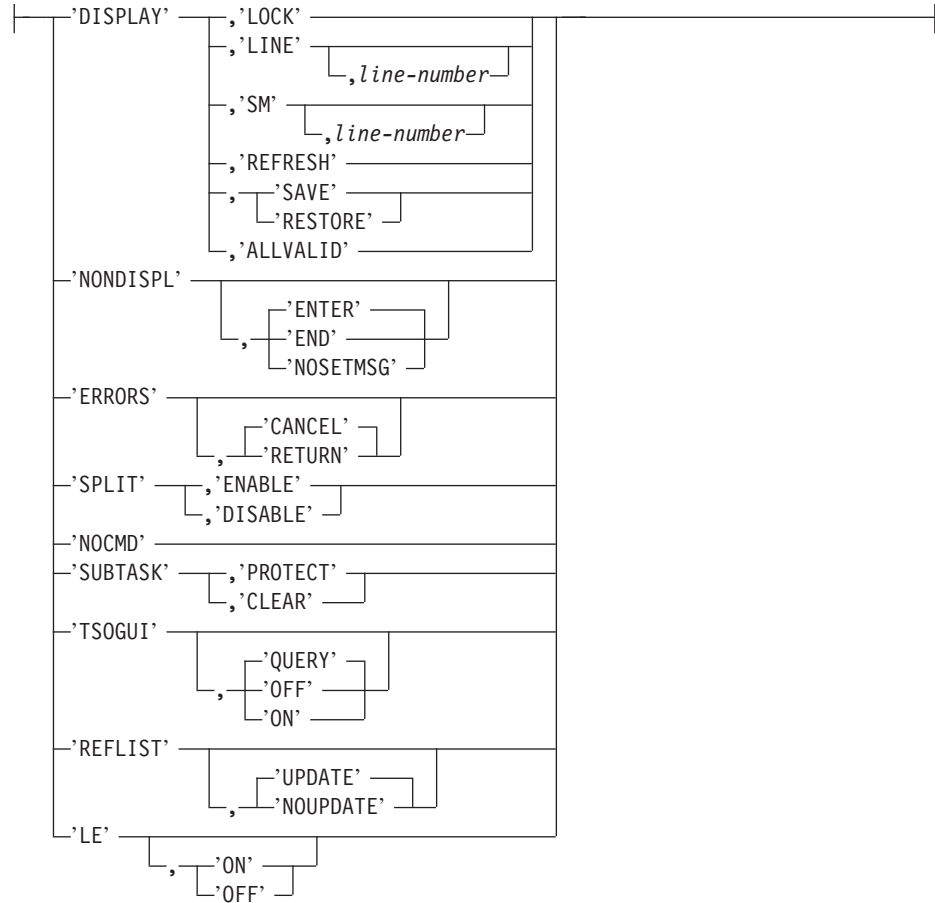 ’DISPLAY’ ,’LOCK’
,’LINE’
,line-number
,’SM’
,line-number
,’REFRESH’
, ’SAVE’
’RESTORE’
,’ALLVALID’
’NONDISPL’
’ENTER’
, ’END’
’NOSETMSG’
’ERRORS’
’CANCEL’
, ’RETURN’
’SPLIT’ ,’ENABLE’
,’DISABLE’
’NOCMD’
’SUBTASK’ ,’PROTECT’
,’CLEAR’
’TSOGUI’
’QUERY’
, ’OFF’
’ON’
’REFLIST’
’UPDATE’
, ’NOUPDATE’
’LE’
, ’ON’
’OFF’